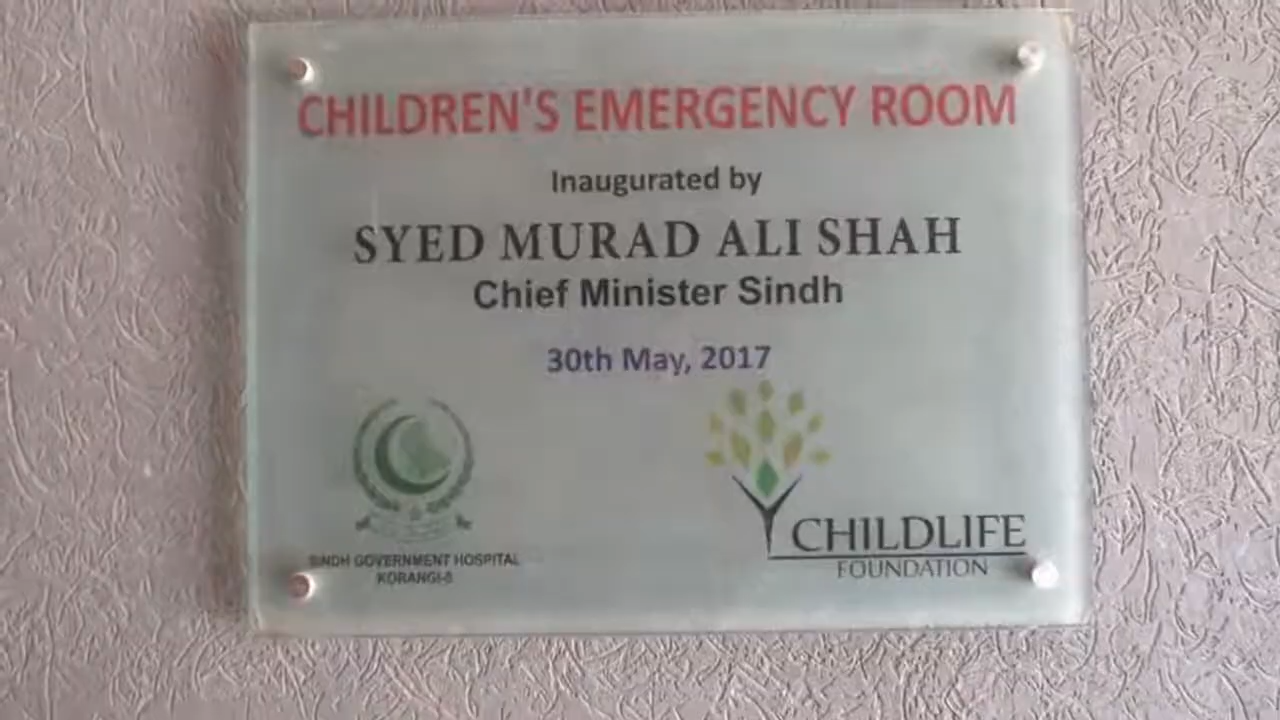 CHILDREN'S EMERGENCY ROOM
Inaugurated by
SYED MURAD ALI SHAH
Chief Minister Sindh
30th May, 2017
SINDH GOVERNMENT HOSPITAL
KORANGI-5
CHILDLIFE
FOUNDATION